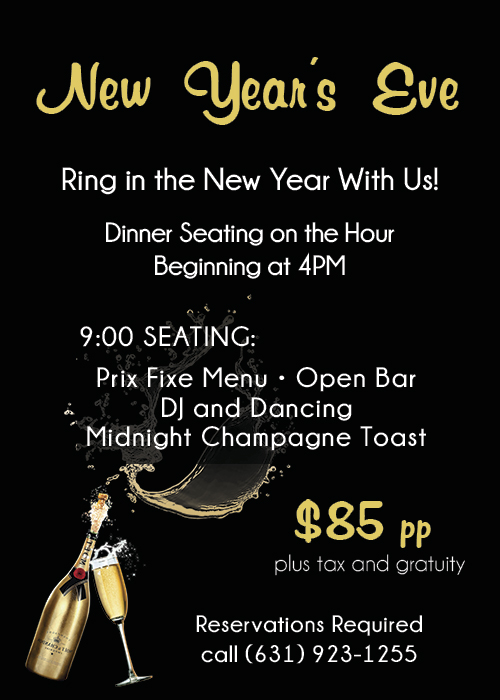 New Year's Eve
Ring in the New Year With Us!
Dinner Seating on the Hour
Beginning at 4PM
9:00 SEATING:
Prix Fixe Menu • Open Bar
DJ and Dancing
Midnight Champagne Toast
$85 pp
plus tax and gratuity
Reservations Required
call (631) 923-1255